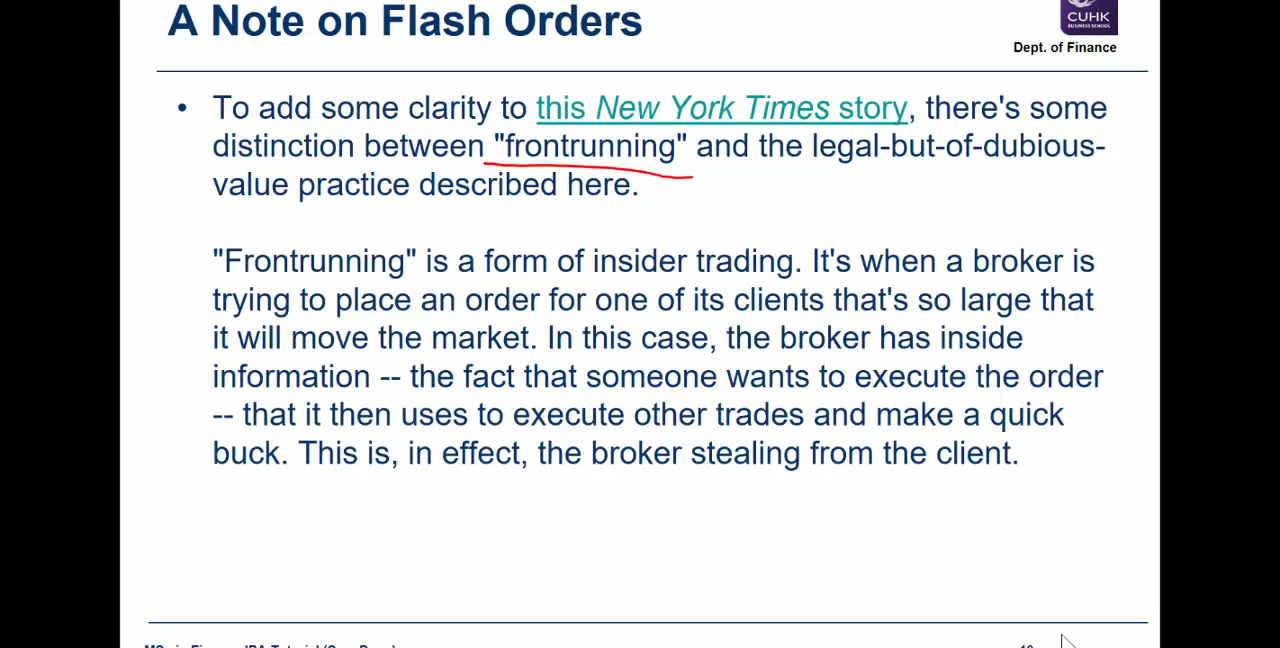 A Note on Flash Orders
CUHK
BUSINESS SCHOOL
Dept. of Finance
• To add some clarity to this New York Times story, there's some
distinction between "frontrunning" and the legal-but-of-dubious-
value practice described here.
"Frontrunning" is a form of insider trading. It's when a broker is
trying to place an order for one of its clients that's so large that
it will move the market. In this case, the broker has inside
information -- the fact that someone wants to execute the order
-- that it then uses to execute other trades and make a quick
buck. This is, in effect, the broker stealing from the client.